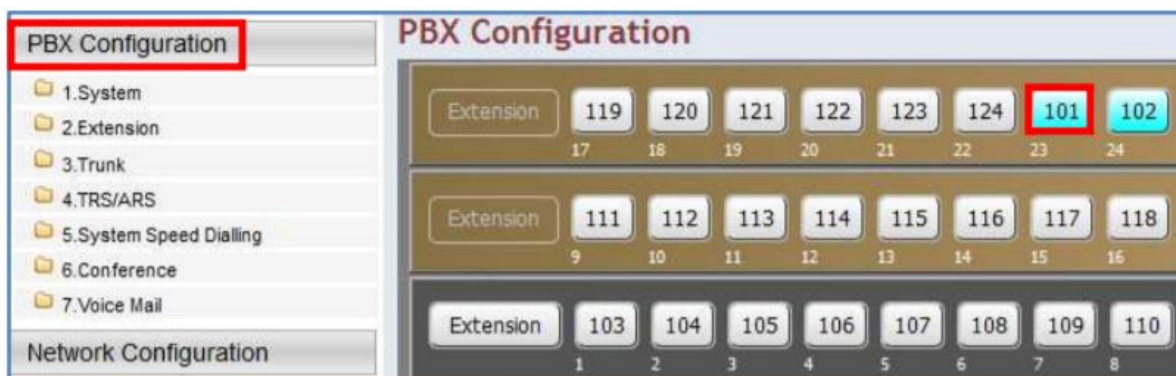 PBX Configuration
1.System
2.Extension
3.Trunk
4.TRS/ARS
5.System Speed Dialling
6.Conference
7.Voice Mail
Network Configuration
PBX Configuration
Extension 119 120 121 122 123 124 101 102
17 18 19 20 21 22 23 24
Extension 111 112 113 114 115 116 117 118
9 10 11 12 13 14 15 16
Extension 103 104 105 106 107 108 109 110
1 2 3 4 5 6 7 8